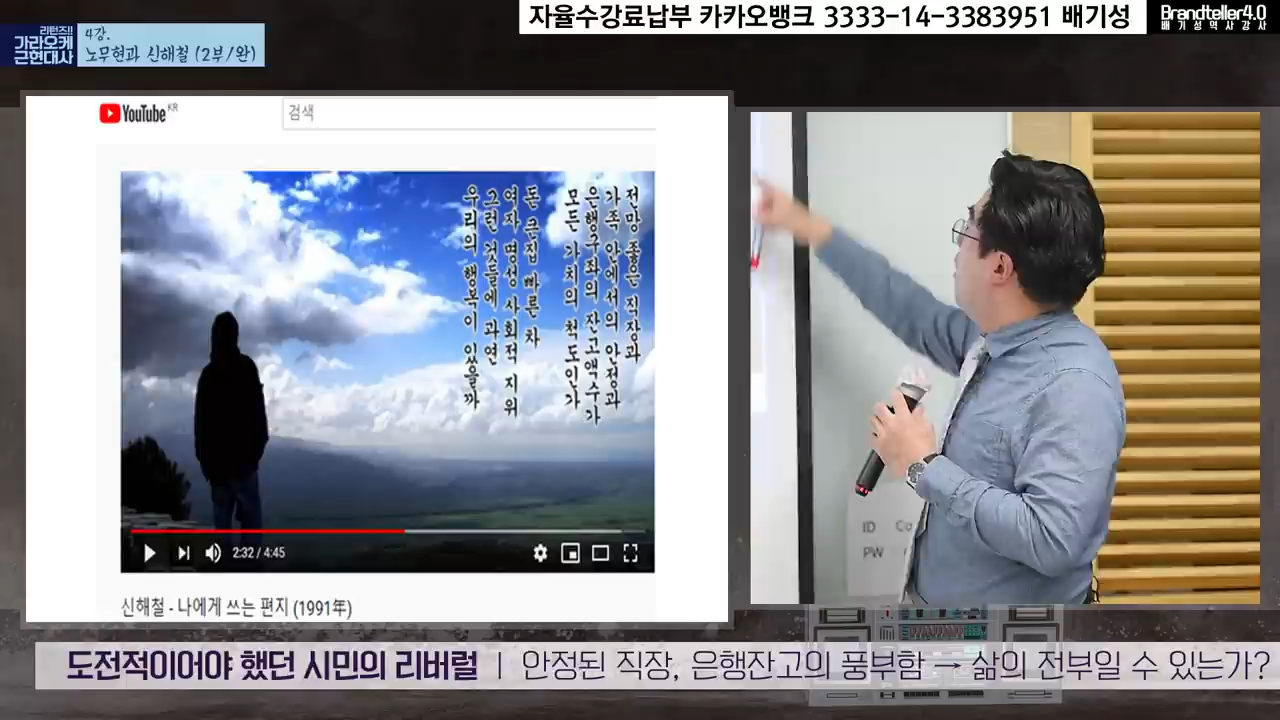 자율수강료납부 카카오뱅크 3333-14-3383951 배기성
Brandteller4.0
배기성역사강사
리턴즈!!
가라오케
근현대사
4강.
노무현과 신해철 (2부/완)
YouTube KR
검색
전망 좋은 직장과
가족 안에서의 안정과
은행구좌의 잔고액수가
모든 가치의 척도인가
돈 큰집 빠른 차
여자 명성 사회적 지위
그런 것들에 과연
우리의 행복이 있을까
2:32 / 4:45
신해철 - 나에게 쓰는 편지 (1991年)
ID Co
PW
도전적이어야 했던 시민의 리버럴 | 안정된 직장, 은행잔고의 풍부함 → 삶의 전부일 수 있는가?